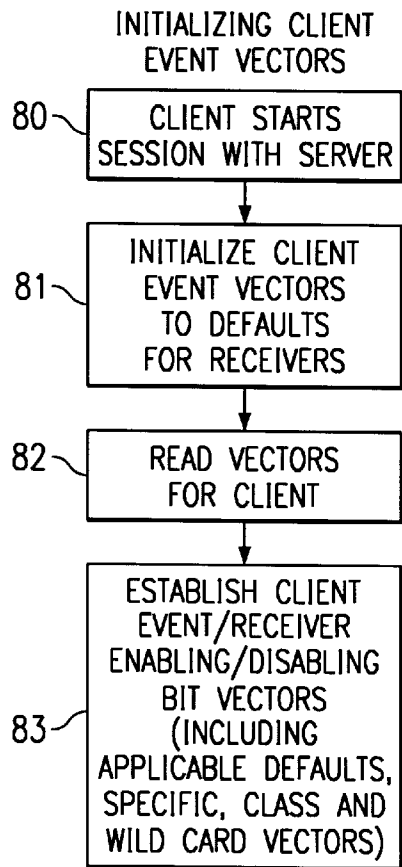 INITIALIZING CLIENT
EVENT VECTORS
80
CLIENT STARTS
SESSION WITH SERVER
81
INITIALIZE CLIENT
EVENT VECTORS
TO DEFAULTS
FOR RECEIVERS
82
READ VECTORS
FOR CLIENT
83
ESTABLISH CLIENT
EVENT/RECEIVER
ENABLING/DISABLING
BIT VECTORS
(INCLUDING
APPLICABLE DEFAULTS,
SPECIFIC, CLASS AND
WILD CARD VECTORS)